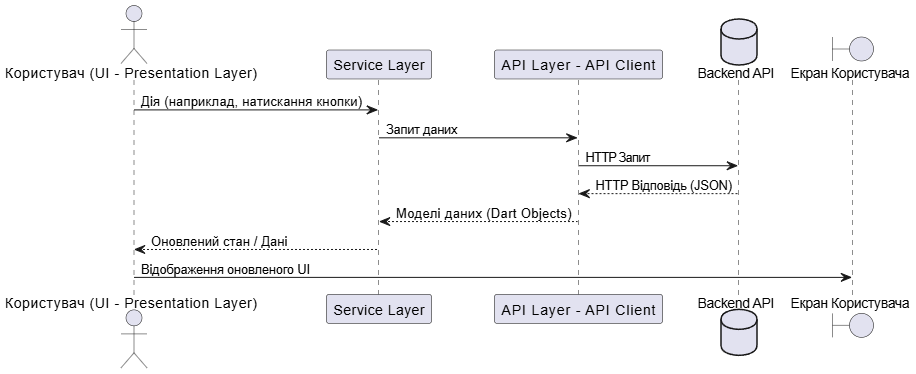 Користувач (UI - Presentation Layer)
Service Layer
API Layer - API Client
Backend API
Екран Користувача
Дія (наприклад, натискання кнопки)
Запит даних
HTTP Запит
HTTP Відповідь (JSON)
Моделі даних (Dart Objects)
Оновлений стан / Дані
Відображення оновленого UI
Користувач (UI - Presentation Layer)
Service Layer
API Layer - API Client
Backend API
Екран Користувача